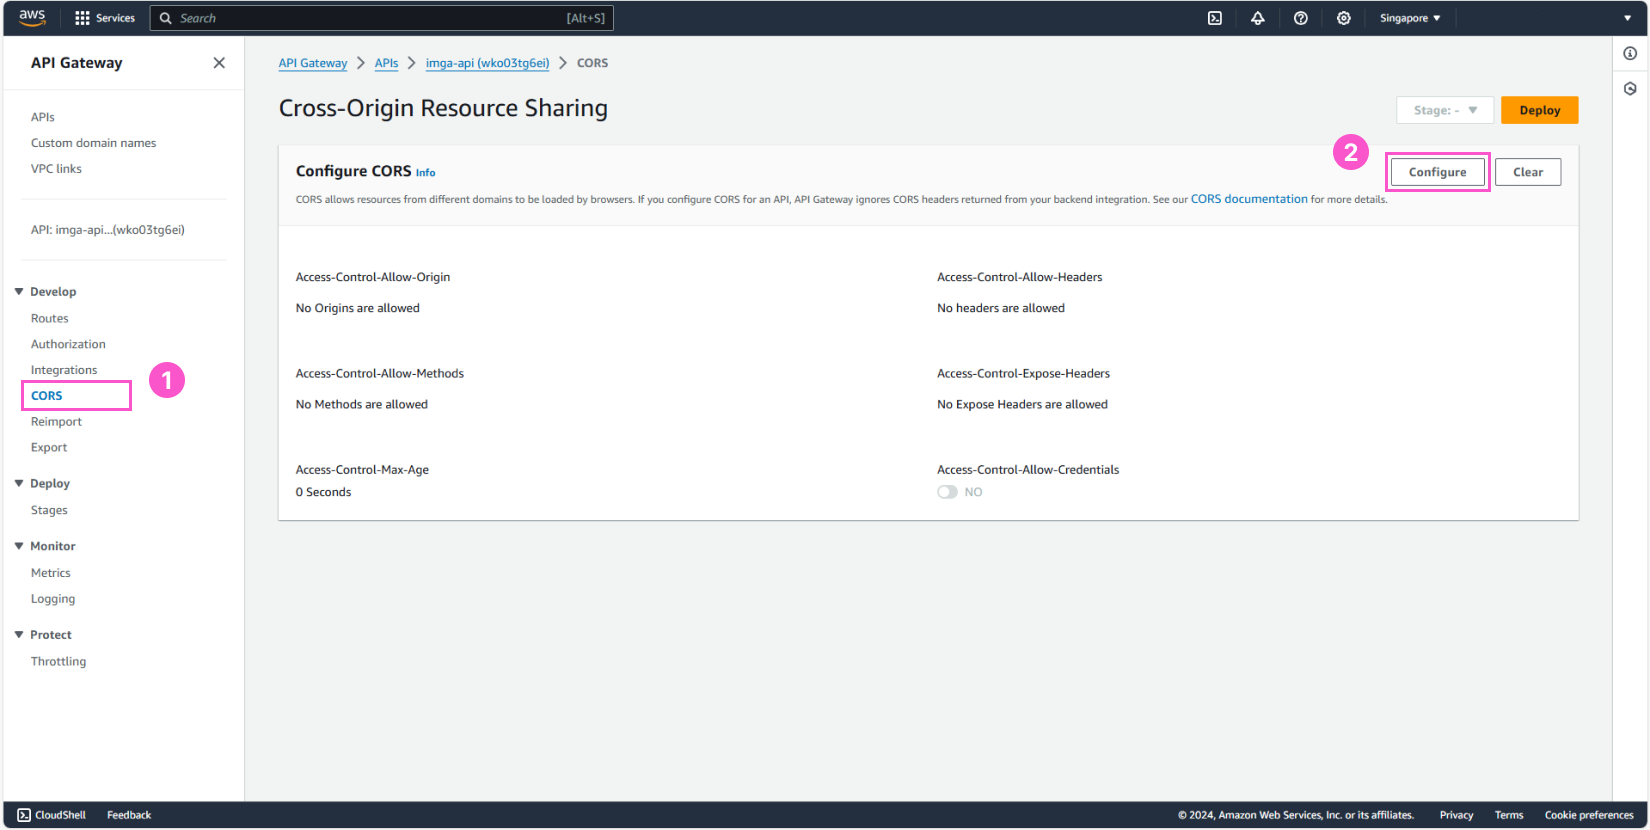 aws
Services
Search
[Alt+S]
Singapore
API Gateway
APIs
Custom domain names
VPC links
API: imga-api...(wko03tg6ei)
Develop
Routes
Authorization
Integrations
1
CORS
Reimport
Export
Deploy
Stages
Monitor
Metrics
Logging
Protect
Throttling
API Gateway > APIs > imga-api (wko03tg6ei) > CORS
Cross-Origin Resource Sharing
Stage: -
Deploy
2
Configure CORS Info
Configure
Clear
CORS allows resources from different domains to be loaded by browsers. If you configure CORS for an API, API Gateway ignores CORS headers returned from your backend integration. See our CORS documentation for more details.
Access-Control-Allow-Origin
No Origins are allowed
Access-Control-Allow-Headers
No headers are allowed
Access-Control-Allow-Methods
No Methods are allowed
Access-Control-Expose-Headers
No Expose Headers are allowed
Access-Control-Max-Age
0 Seconds
Access-Control-Allow-Credentials
NO
CloudShell
Feedback
© 2024, Amazon Web Services, Inc. or its affiliates.
Privacy
Terms
Cookie preferences